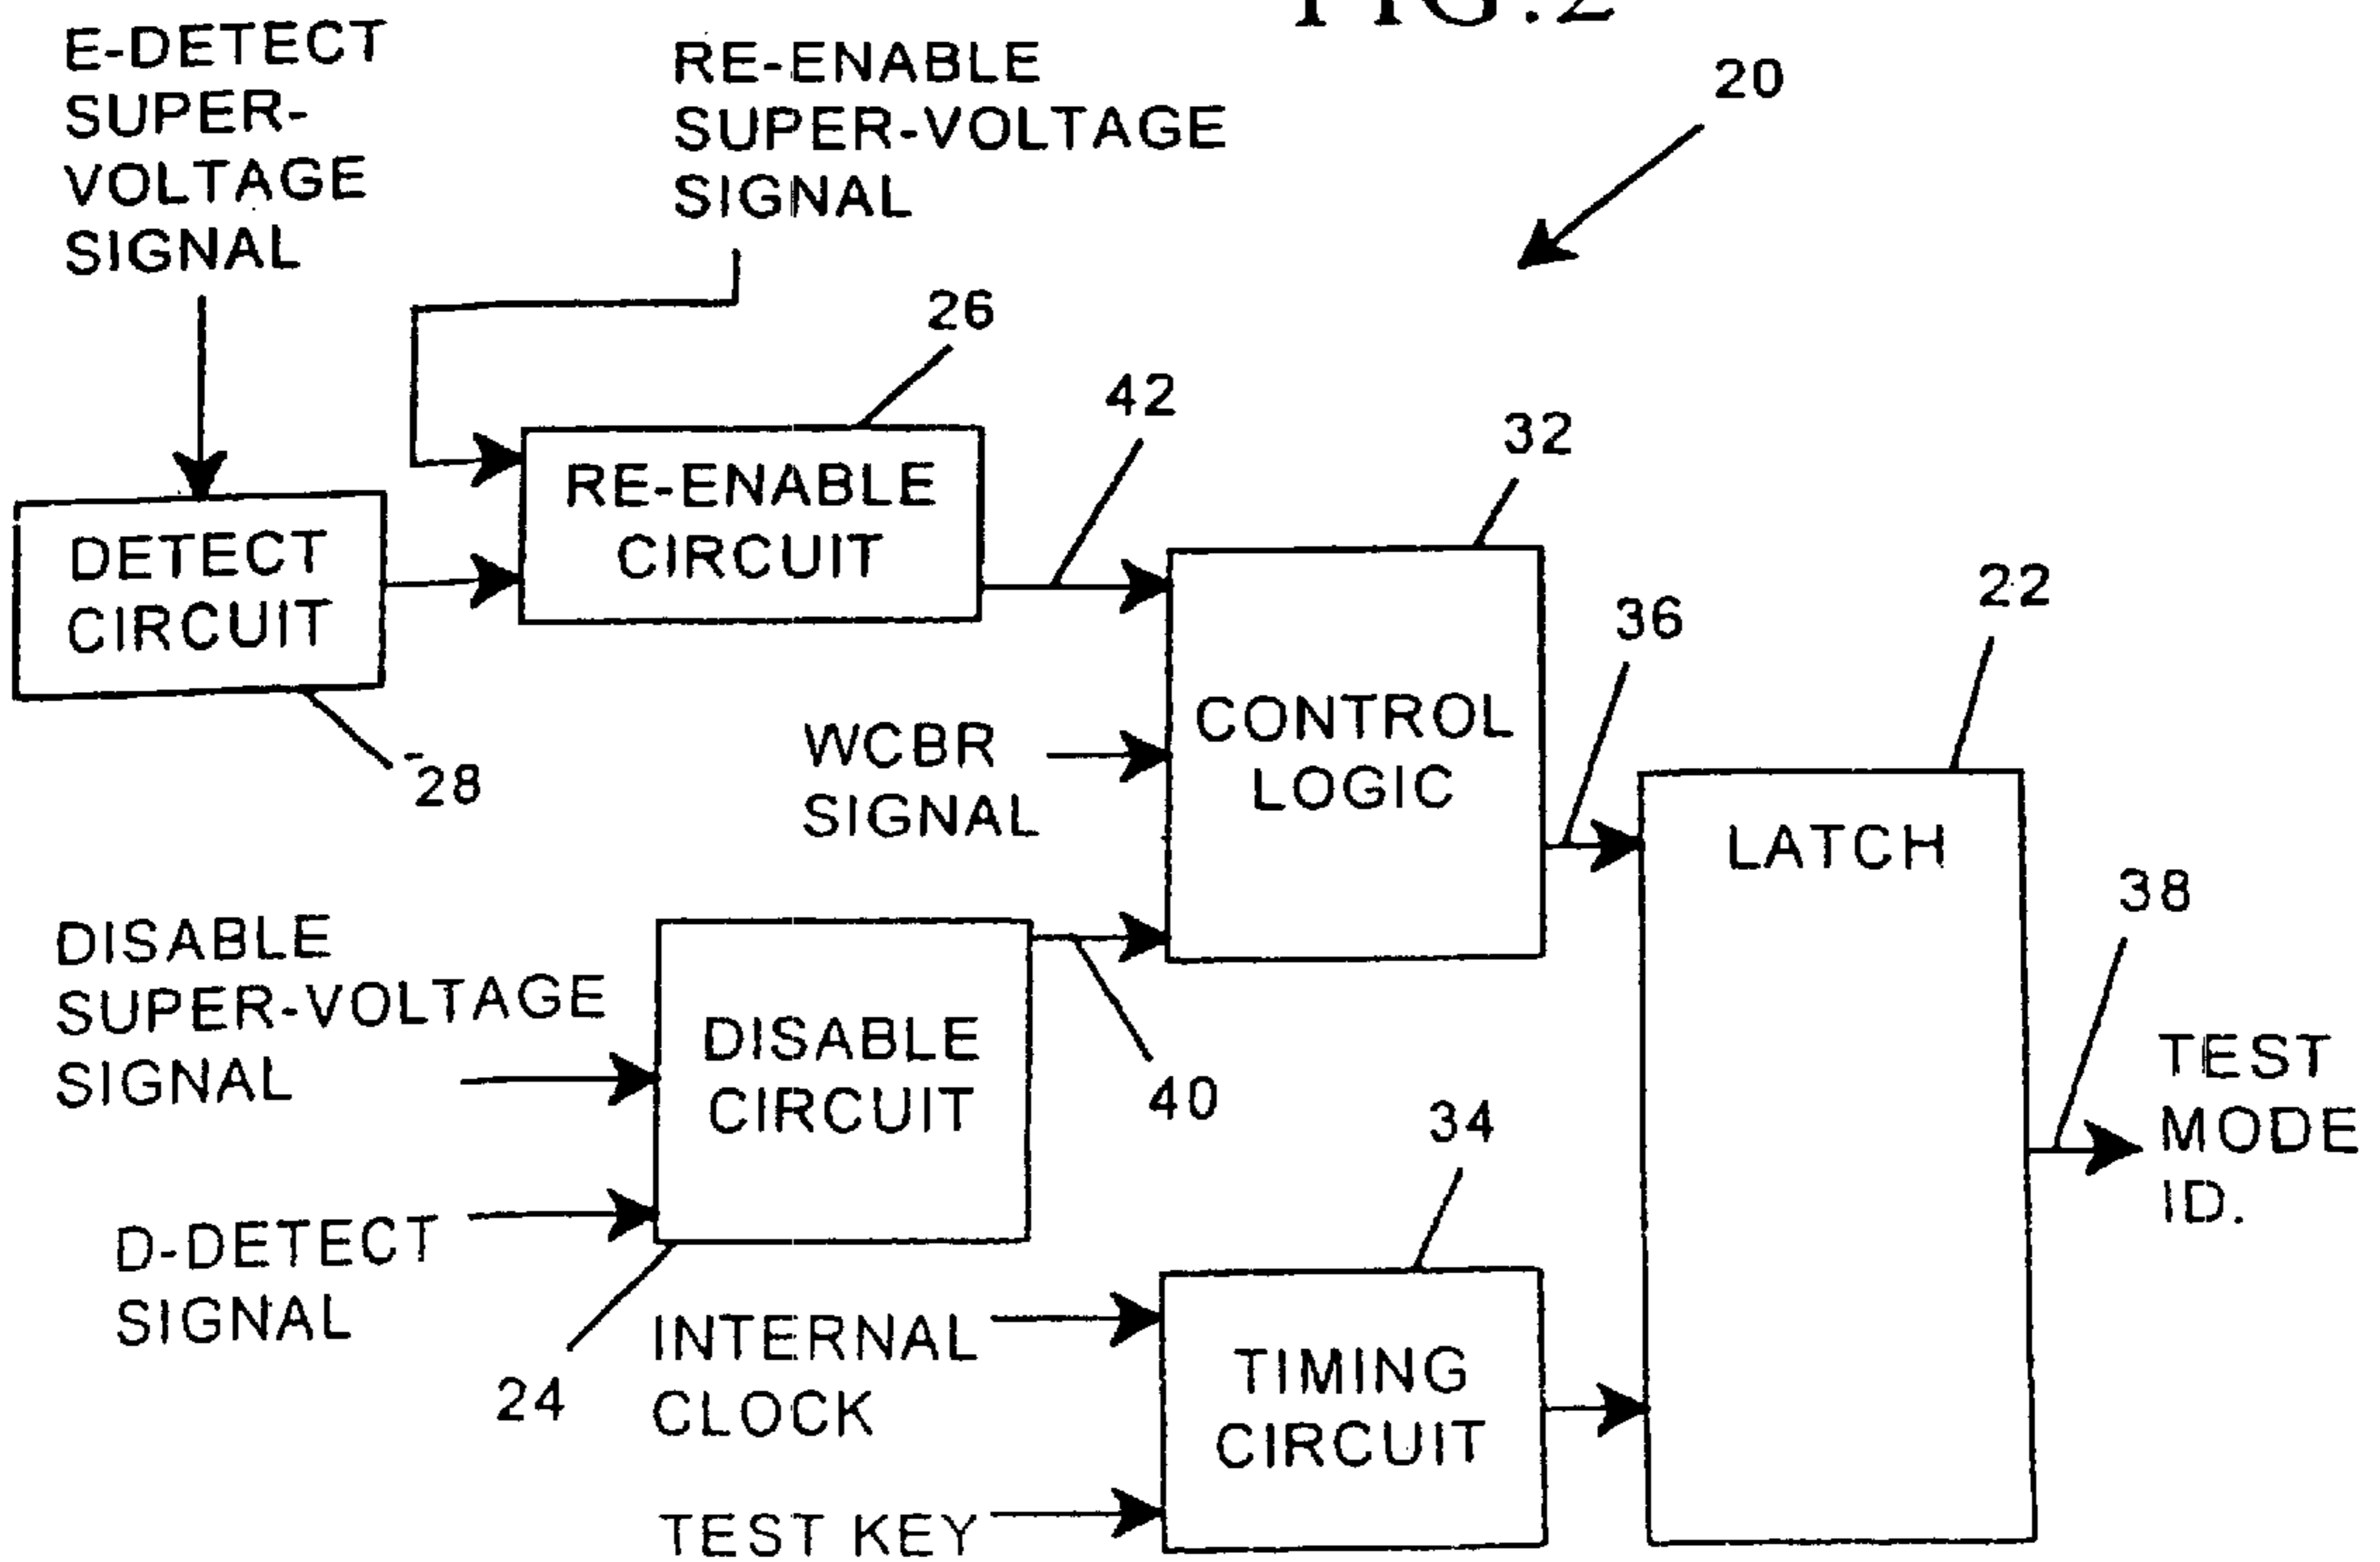 FIG.2
E-DETECT
SUPER-
VOLTAGE
SIGNAL
RE-ENABLE
SUPER-VOLTAGE
SIGNAL
20
26
42
32
RE-ENABLE
CIRCUIT
DETECT
CIRCUIT
28
36
22
WCBR
SIGNAL
CONTROL
LOGIC
LATCH
38
DISABLE
SUPER-VOLTAGE
SIGNAL
DISABLE
CIRCUIT
40
34
TEST
MODE
ID.
D-DETECT
SIGNAL
24
INTERNAL
CLOCK
TIMING
CIRCUIT
TEST KEY